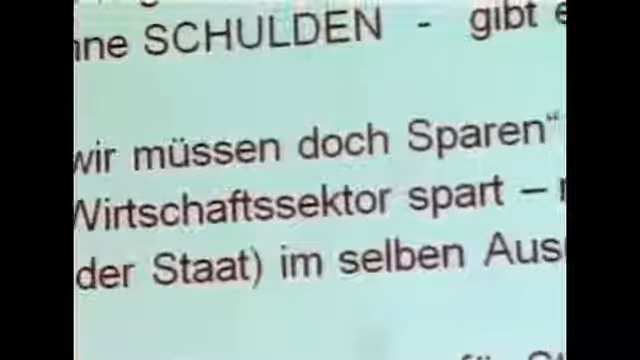 nne SCHULDEN - gibt e
wir müssen doch Sparen“
Wirtschaftssektor spart –
der Staat) im selben Aus